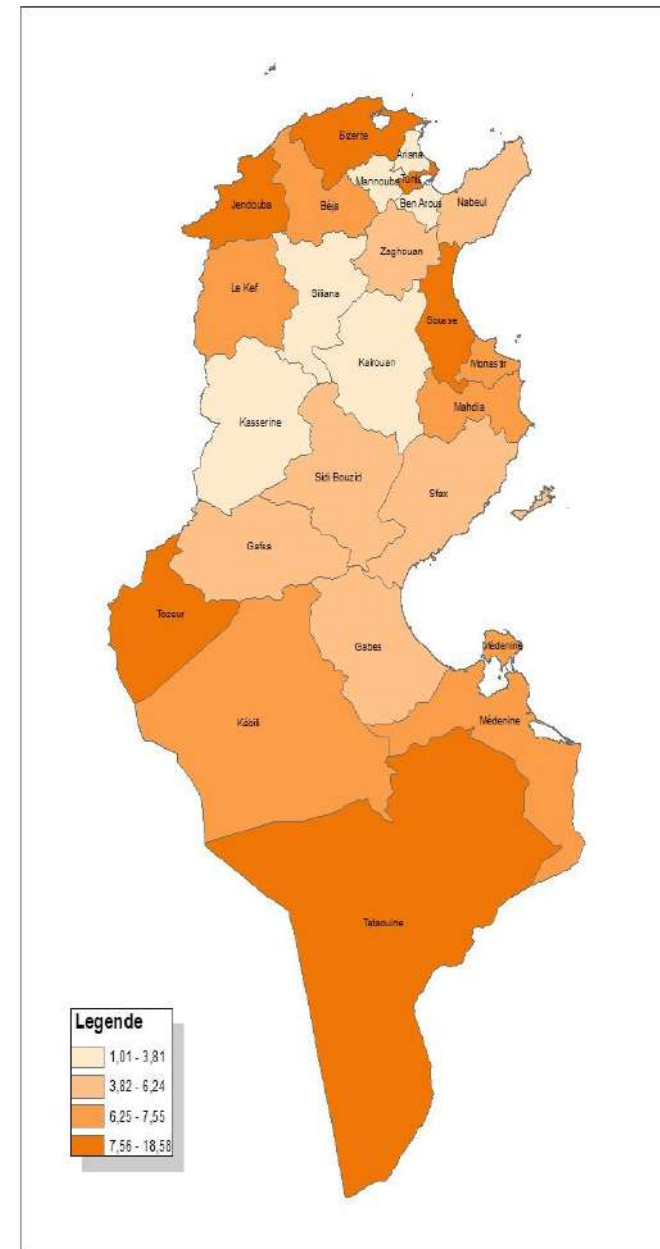 Bizerte
Ariana
Mannouba
Tunis
Jendouba
Béja
Ben Arous
Nabeul
Zaghouan
Le Kef
Siliana
Sousse
Kairouan
Monastir
Mahdia
Kasserine
Sidi Bouzid
Sfax
Gafsa
Tozeur
Gabes
Médenine
Kébili
Médenine
Tataouine
Legende
1,01 - 3,81
3,82 - 6,24
6,25 - 7,55
7,56 - 18,58